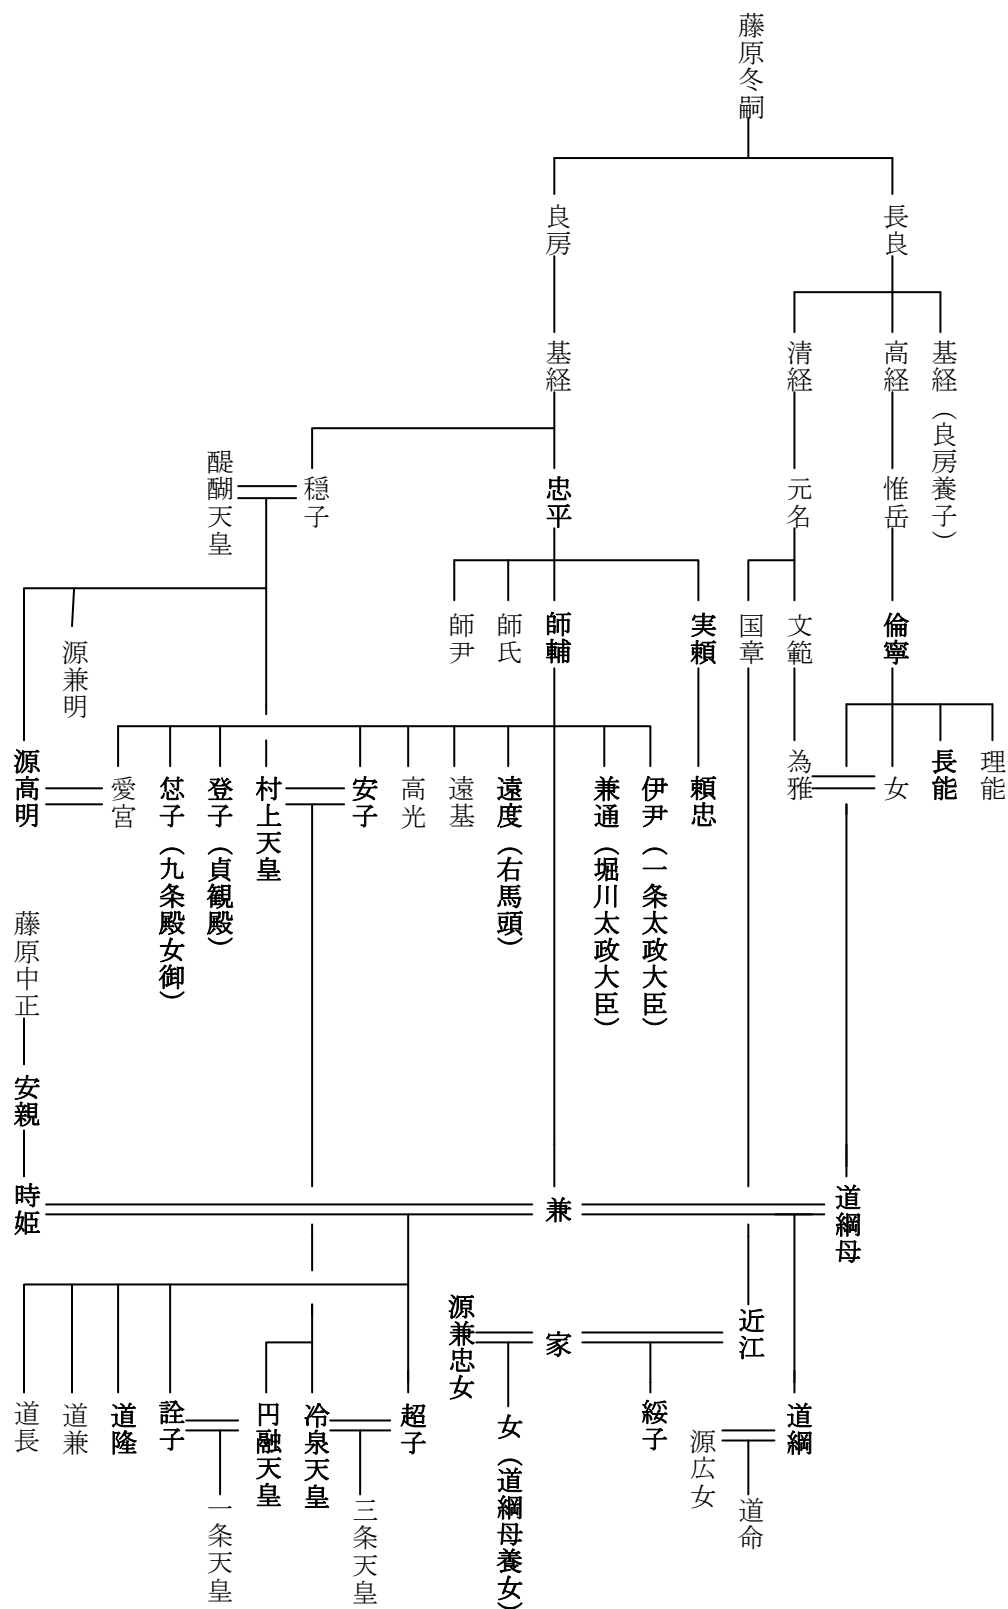 藤原冬嗣
長良
良房
基経（良房養子）
高経
清経
基経
惟岳
元名
忠平
穏子
醍醐天皇
倫寧
文範
国章
実頼
師輔
師氏
師尹
源兼明
理能
長能
女
為雅
頼忠
伊尹（一条太政大臣）
兼通（堀川太政大臣）
遠度（右馬頭）
遠基
高光
安子
村上天皇
登子（貞観殿）
怤子（九条殿女御）
愛宮
源高明
藤原中正
安親
道綱母
兼
時姫
近江
家
源兼忠女
道綱
源広女
道命
綏子
女（道綱母養女）
超子
冷泉天皇
三条天皇
円融天皇
詮子
一条天皇
道隆
道兼
道長